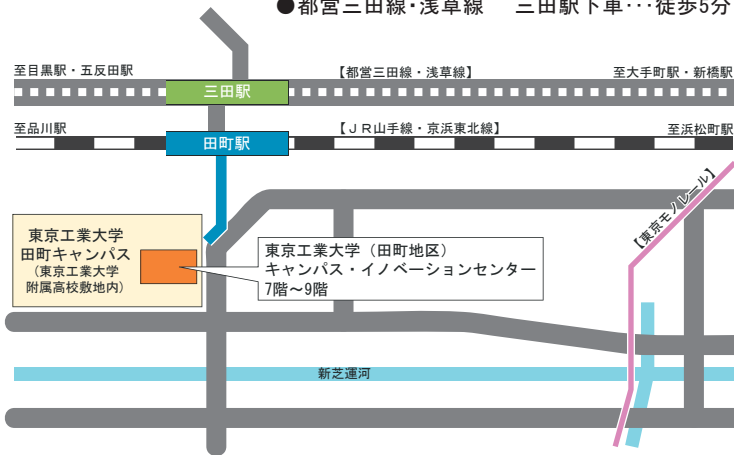 ●都営三田線・浅草線　三田駅下車･･･徒歩5分
至目黒駅・五反田駅
【都営三田線・浅草線】
至大手町駅・新橋駅
三田駅
至品川駅
【ＪＲ山手線・京浜東北線】
至浜松町駅
田町駅
【東京モノレール】
東京工業大学
田町キャンパス
（東京工業大学
附属高校敷地内）
東京工業大学（田町地区）
キャンパス・イノベーションセンター
7階～9階
新芝運河